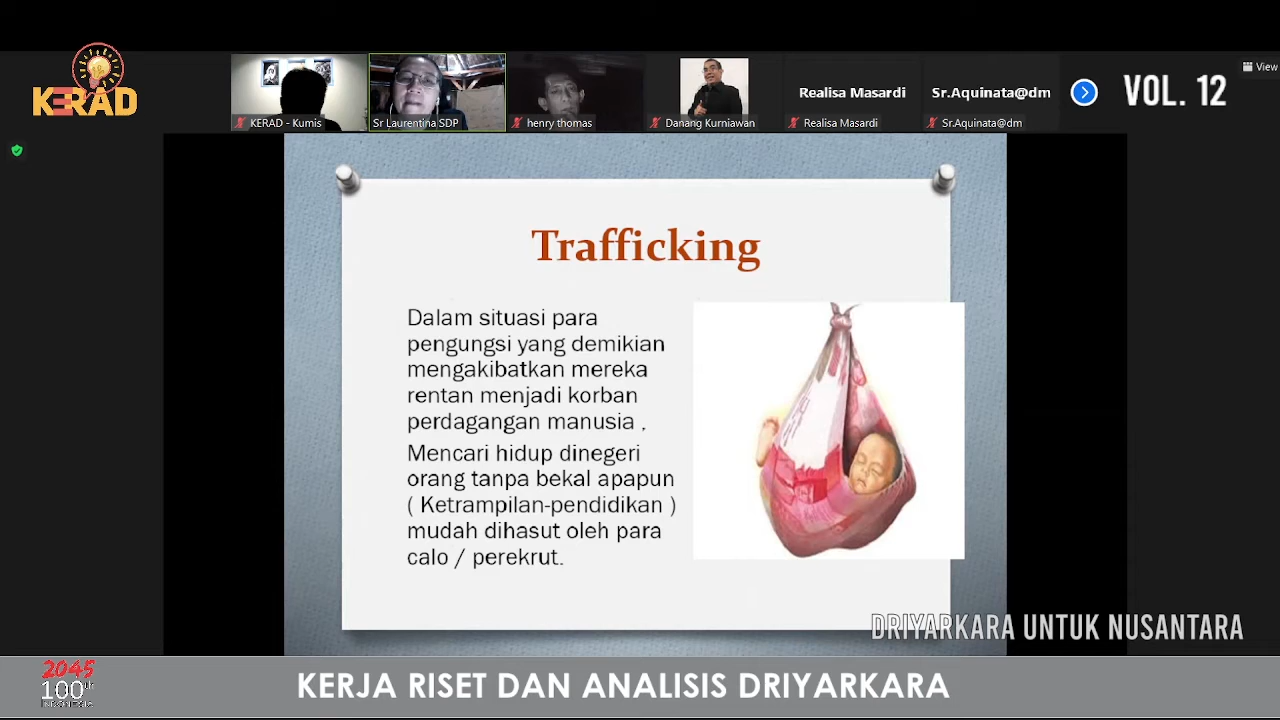 KERAD
VOL. 12
View
KERAD - Kumis
Sr Laurentina SDP
henry thomas
Danang Kurniawan
Realisa Masardi
Realisa Masardi
Sr.Aquinata@dm
Sr.Aquinata@dm
Trafficking
Dalam situasi para
pengungsi yang demikian
mengakibatkan mereka
rentan menjadi korban
perdagangan manusia ,
Mencari hidup dinegeri
orang tanpa bekal apapun
( Ketrampilan-pendidikan )
mudah dihasut oleh para
calo / perekrut.
DRIYARKARA UNTUK NUSANTARA
2045
100th
INDONESIA
KERJA RISET DAN ANALISIS DRIYARKARA